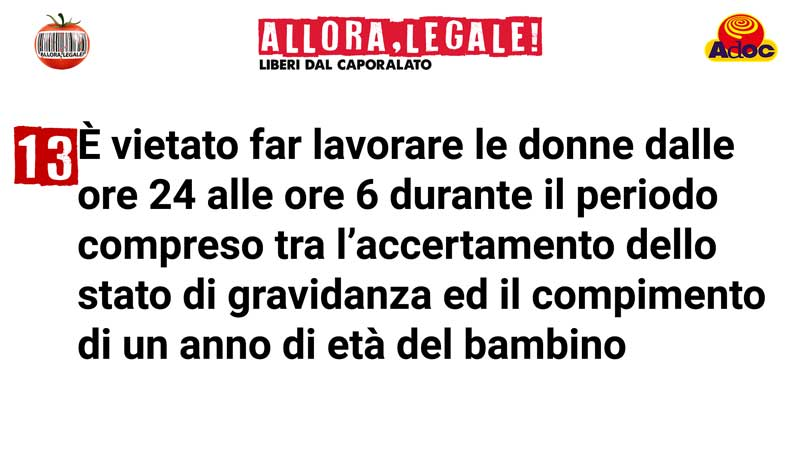 ALLORA,LEGALE!
ALLORA,LEGALE!
LIBERI DAL CAPORALATO
Adoc
13
È vietato far lavorare le donne dalle
ore 24 alle ore 6 durante il periodo
compreso tra l’accertamento dello
stato di gravidanza ed il compimento
di un anno di età del bambino